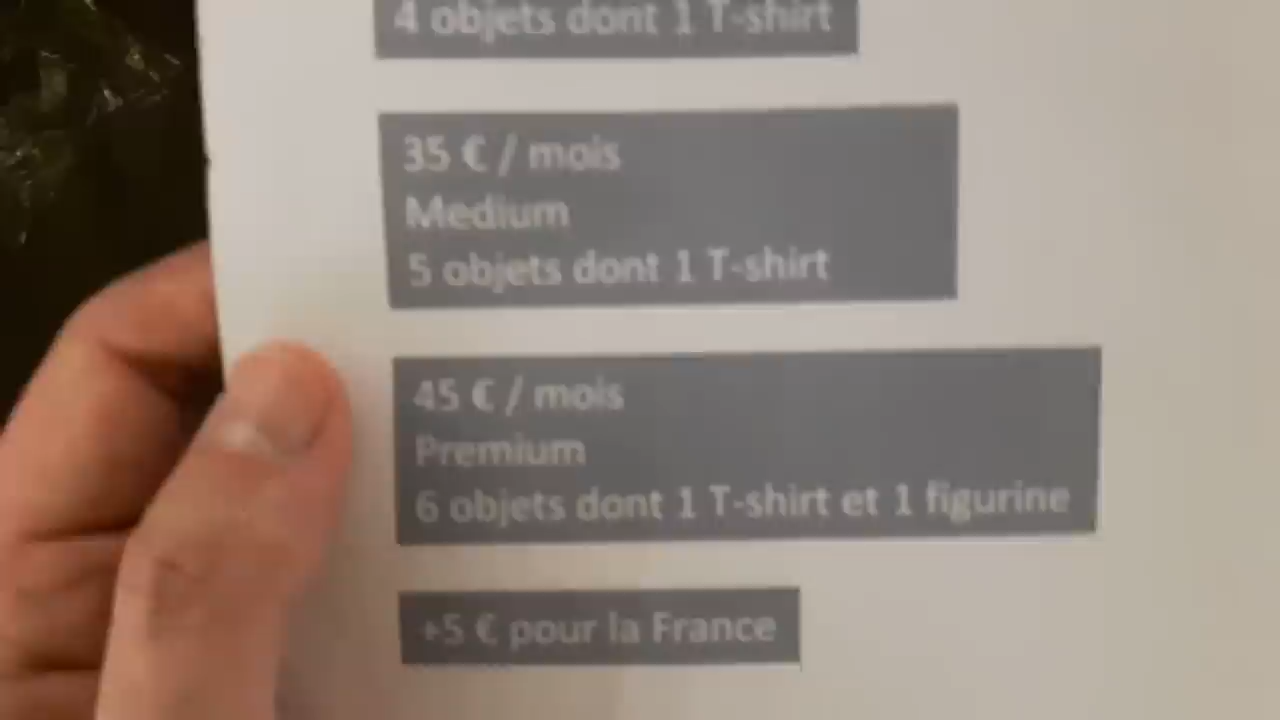 4 objets dont 1 T-shirt
35 € / mois
Medium
5 objets dont 1 T-shirt
45 € / mois
Premium
6 objets dont 1 T-shirt et 1 figurine
+5 € pour la France